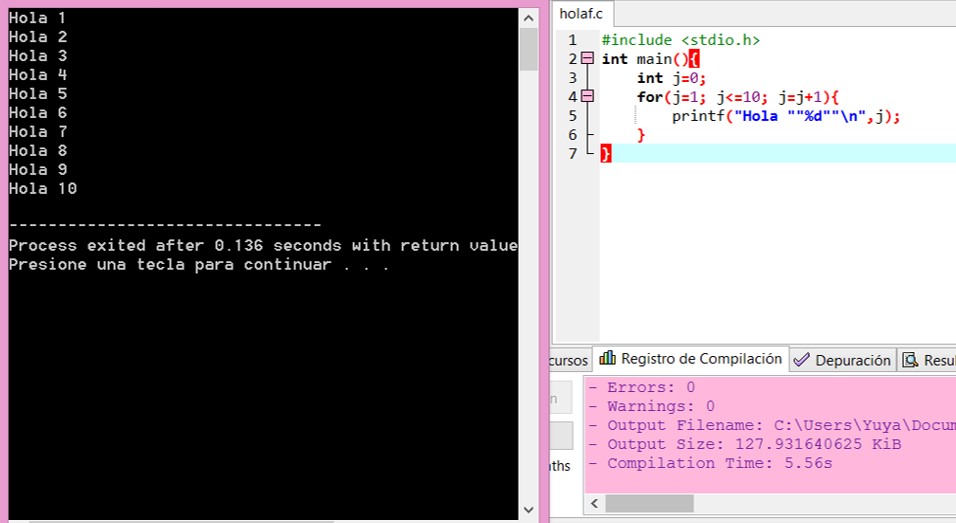 Hola 1
Hola 2
Hola 3
Hola 4
Hola 5
Hola 6
Hola 7
Hola 8
Hola 9
Hola 10
--------------------------------
Process exited after 0.136 seconds with return value
Presione una tecla para continuar . . .
holaf.c
1 #include <stdio.h>
2 int main(){
3 int j=0;
4 for(j=1; j<=10; j=j+1){
5 printf("Hola ""%d""\n",j);
6 }
7 }
cursos Registro de Compilación Depuración Resu
n
ths
- Errors: 0
- Warnings: 0
- Output Filename: C:\Users\Yuya\Docum
- Output Size: 127.931640625 KiB
- Compilation Time: 5.56s